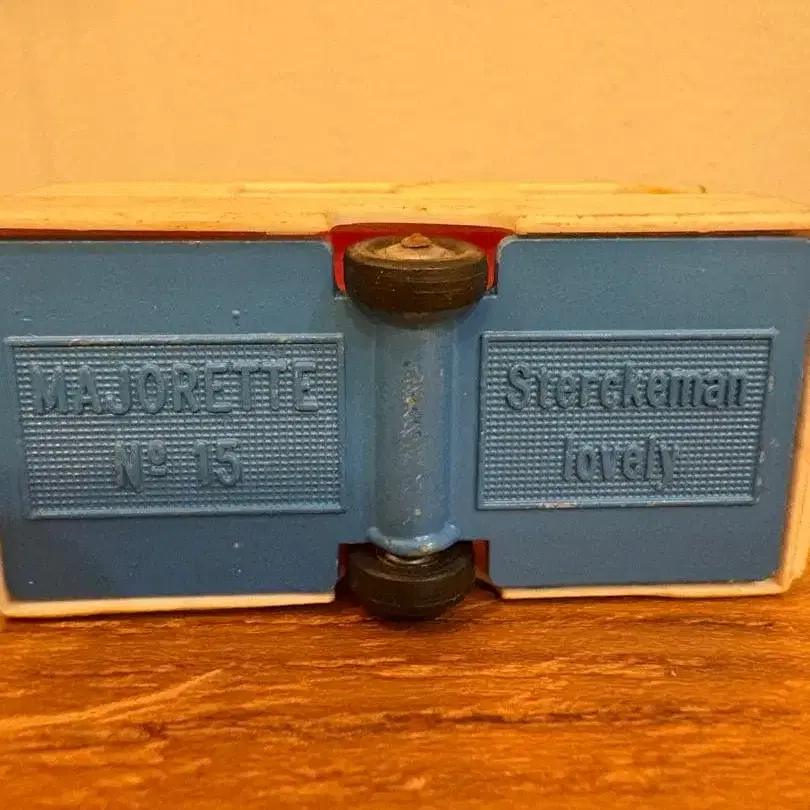 MAJORETTE
Nº 15
Sterckeman
lovely